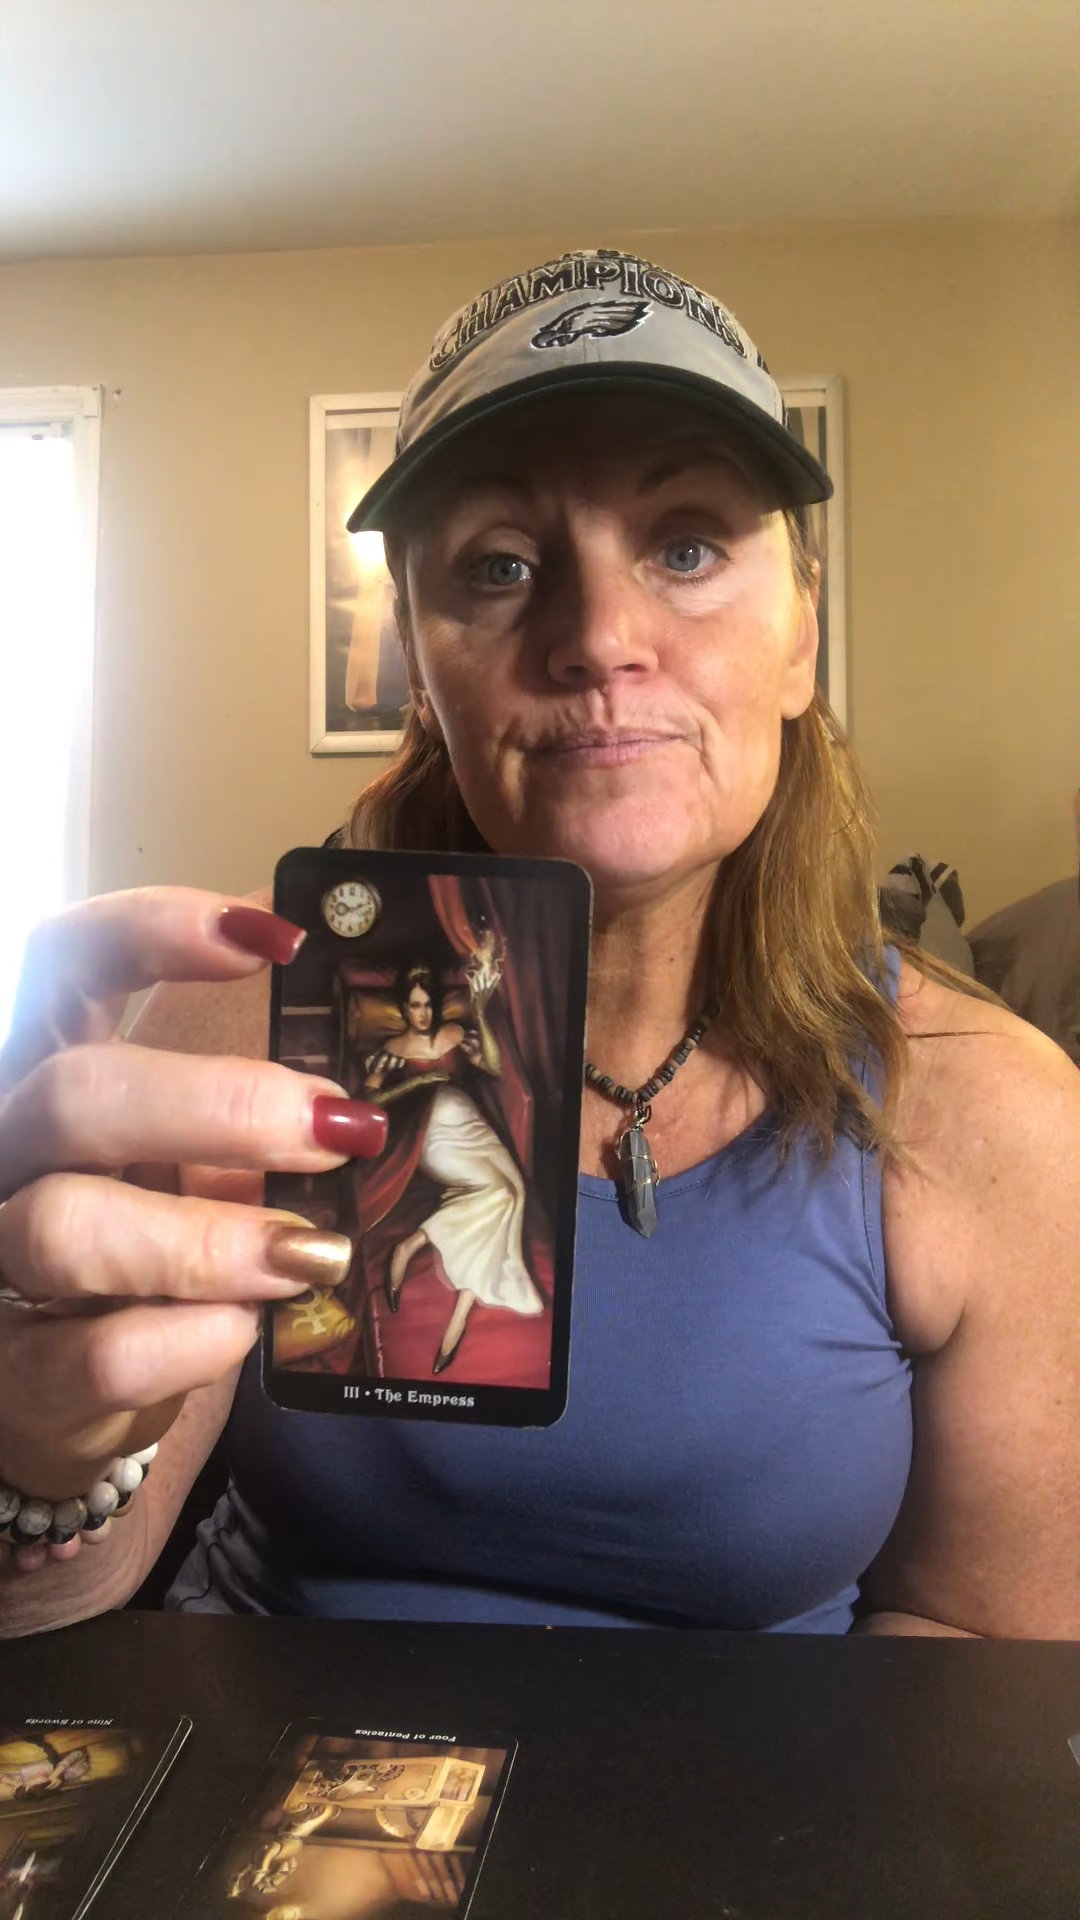 CHAMPIONS
III • The Empress
Nine of Swords
Four of Pentacles